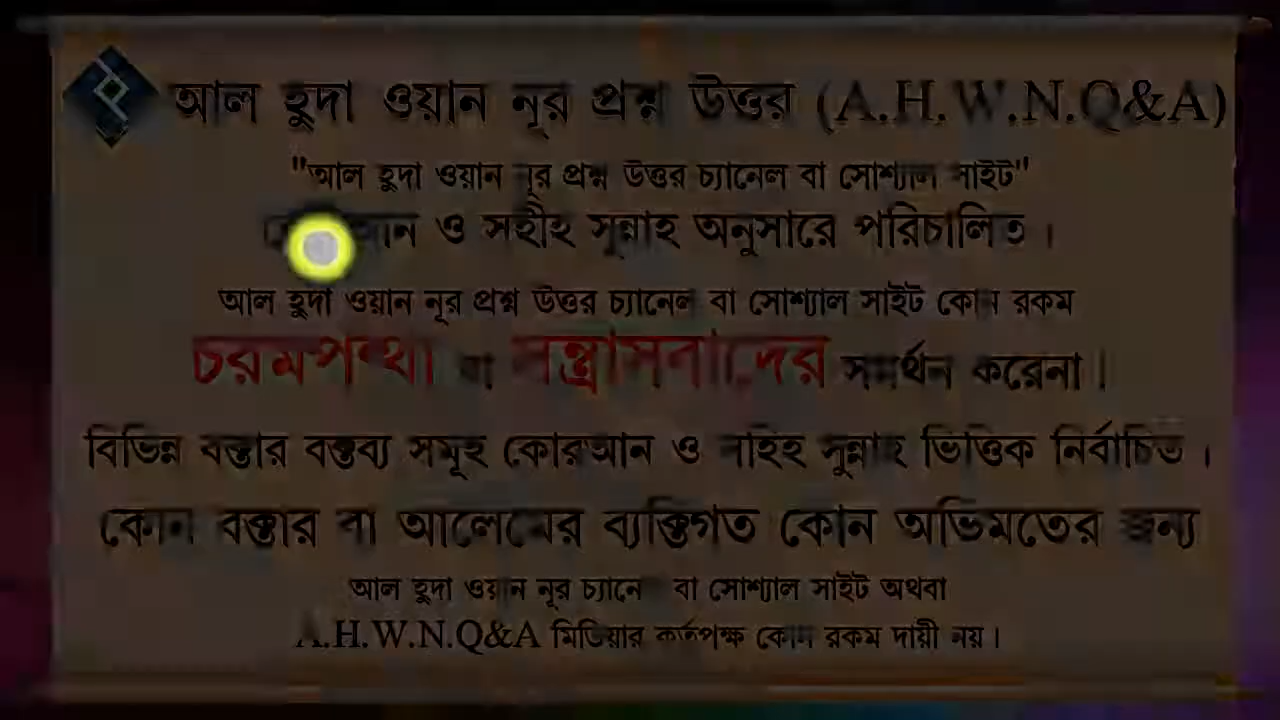 আল হুদা ওয়ান নূর প্রশ্ন উত্তর (A.H.W.N.Q&A)
"আল হুদা ওয়ান নূর প্রশ্ন উত্তর চ্যানেল বা সোশ্যাল সাইট"
ও সহীহ সুন্নাহ অনুসারে পরিচালিত।
আল হুদা ওয়ান নূর প্রশ্ন উত্তর চ্যানেল বা সোশ্যাল সাইট কোন রকম
চরমপন্থা বা সন্ত্রাসবাদের সমর্থন করেনা।
বিভিন্ন বক্তার বক্তব্য সমূহ কোরআন ও সাহিহ সুন্নাহ ভিত্তিক নির্বাচিত।
কোন বক্তার বা আলেমের ব্যক্তিগত কোন অভিমতের জন্য
আল হুদা ওয়ান নূর চ্যানেল বা সোশ্যাল সাইট অথবা
A.H.W.N.Q&A মিডিয়ার কর্তৃপক্ষ কোন রকম দায়ী নয়।